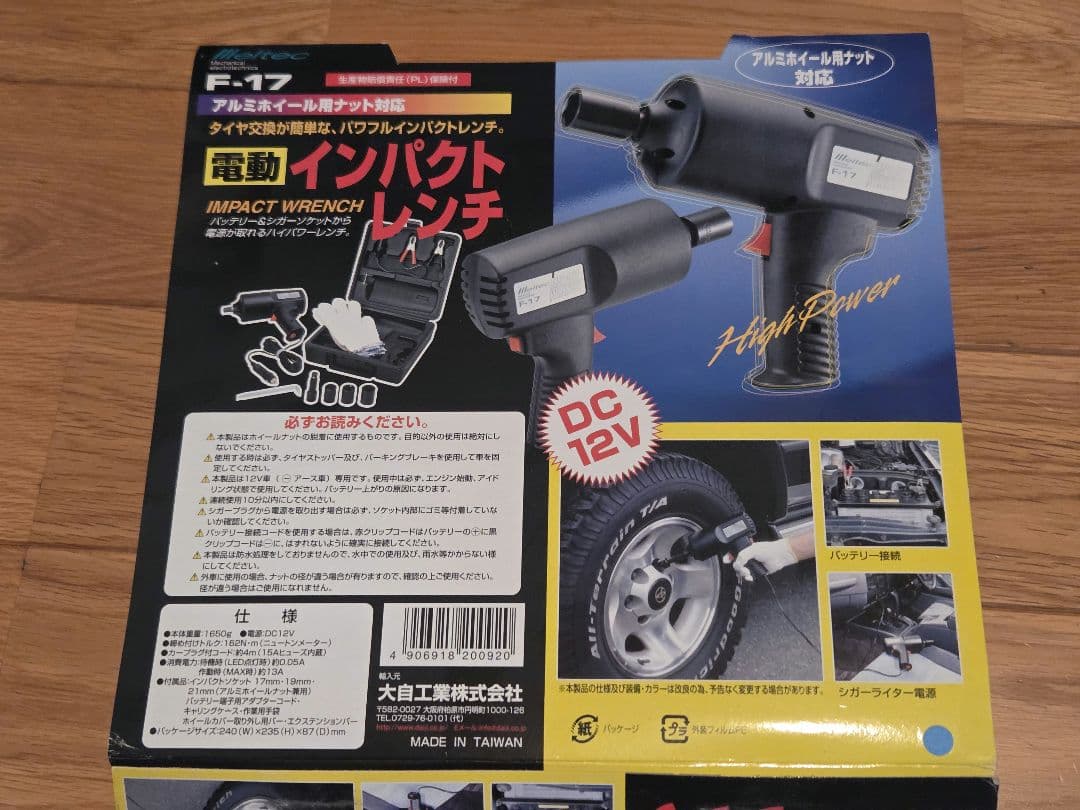 Meltec
Mechanical
electrotechnics
F-17
生産物賠償責任(PL)保険付
アルミホイール用ナット対応
タイヤ交換が簡単な、パワフルインパクトレンチ。
電動 インパクト
レンチ
IMPACT WRENCH
バッテリー&シガーソケットから
電源が取れるハイパワーレンチ。
アルミホイール用ナット
対応
Meltec
F-17
Meltec
F-17
High Power
DC
12V
必ずお読みください。
⚠本製品はホイールナットの脱着に使用するものです。目的以外の使用は絶対にし
ないでください。
⚠使用する時は必ず、タイヤストッパー及び、パーキングブレーキを使用して車を固
定してください。
⚠本製品は12V車(⊖アース車)専用です。使用中は必ず、エンジン始動、アイド
リング状態で使用してください。バッテリー上がりの原因になります。
⚠連続使用10分以内にしてください。
⚠シガープラグから電源を取り出す場合は必ず、ソケット内部にゴミ等付着していな
いか確認してください。
⚠バッテリー接続コードを使用する場合は、赤クリップコードはバッテリーの⊕に黒
クリップコードは⊖に、はずれないように確実に接続してください。
⚠本製品は防水処理をしておりませんので、水中での使用及び、雨水等かからない様
にしてください。
⚠外車に使用の場合、ナットの径が違う場合が有りますので、確認の上ご使用ください。
径が違う場合はご使用になれません。
仕様
●本体重量:1650g ●電源:DC12V
●締め付けトルク:162N・m(ニュートンメーター)
●カープラグ付コード:約4m(15Aヒューズ内蔵)
●消費電力:待機時(LED点灯時)約0.05A
作動時(MAX時)約13A
●付属品:インパクトソケット 17mm・19mm・
21mm(アルミホイールナット兼用)
バッテリー端子用アダプターコード・
キャリングケース・作業用手袋
ホイールカバー取り外し用バー・エクステンションバー
●パッケージサイズ:240(W)×235(H)×87(D)mm
4 906918 200920
輸入元
大自工業株式会社
〒582-0027 大阪府柏原市円明町1000-126
TEL.0729-76-0101(代)
http://www.daiji.co.jp/ Eメール info@daiji.co.jp
MADE IN TAIWAN
All-Terrain T/A
バッテリー接続
シガーライター電源
※本製品の仕様及び装備・カラーは改良の為、予告なく変更する場合があります。
紙 パッケージ
プラ 外装フィルム:PE